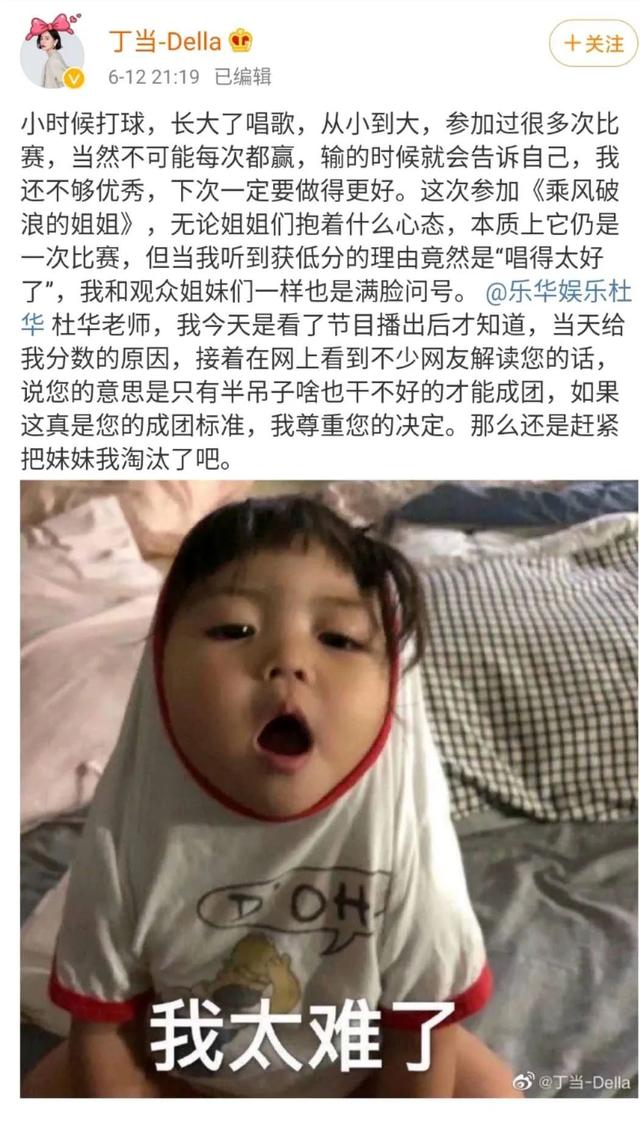 丁当-Della
+关注
6-12 21:19 已编辑
小时候打球，长大了唱歌，从小到大，参加过很多次比
赛，当然不可能每次都赢，输的时候就会告诉自己，我
还不够优秀，下次一定要做得更好。这次参加《乘风破
浪的姐姐》，无论姐姐们抱着什么心态，本质上它仍是
一次比赛，但当我听到获低分的理由竟然是“唱得太好
了”，我和观众姐妹们一样也是满脸问号。 @乐华娱乐杜
华 杜华老师，我今天是看了节目播出后才知道，当天给
我分数的原因，接着在网上看到不少网友解读您的话，
说您的意思是只有半吊子啥也干不好的才能成团，如果
这真是您的成团标准，我尊重您的决定。那么还是赶紧
把妹妹我淘汰了吧。
D'OH
我太难了
@丁当-Della